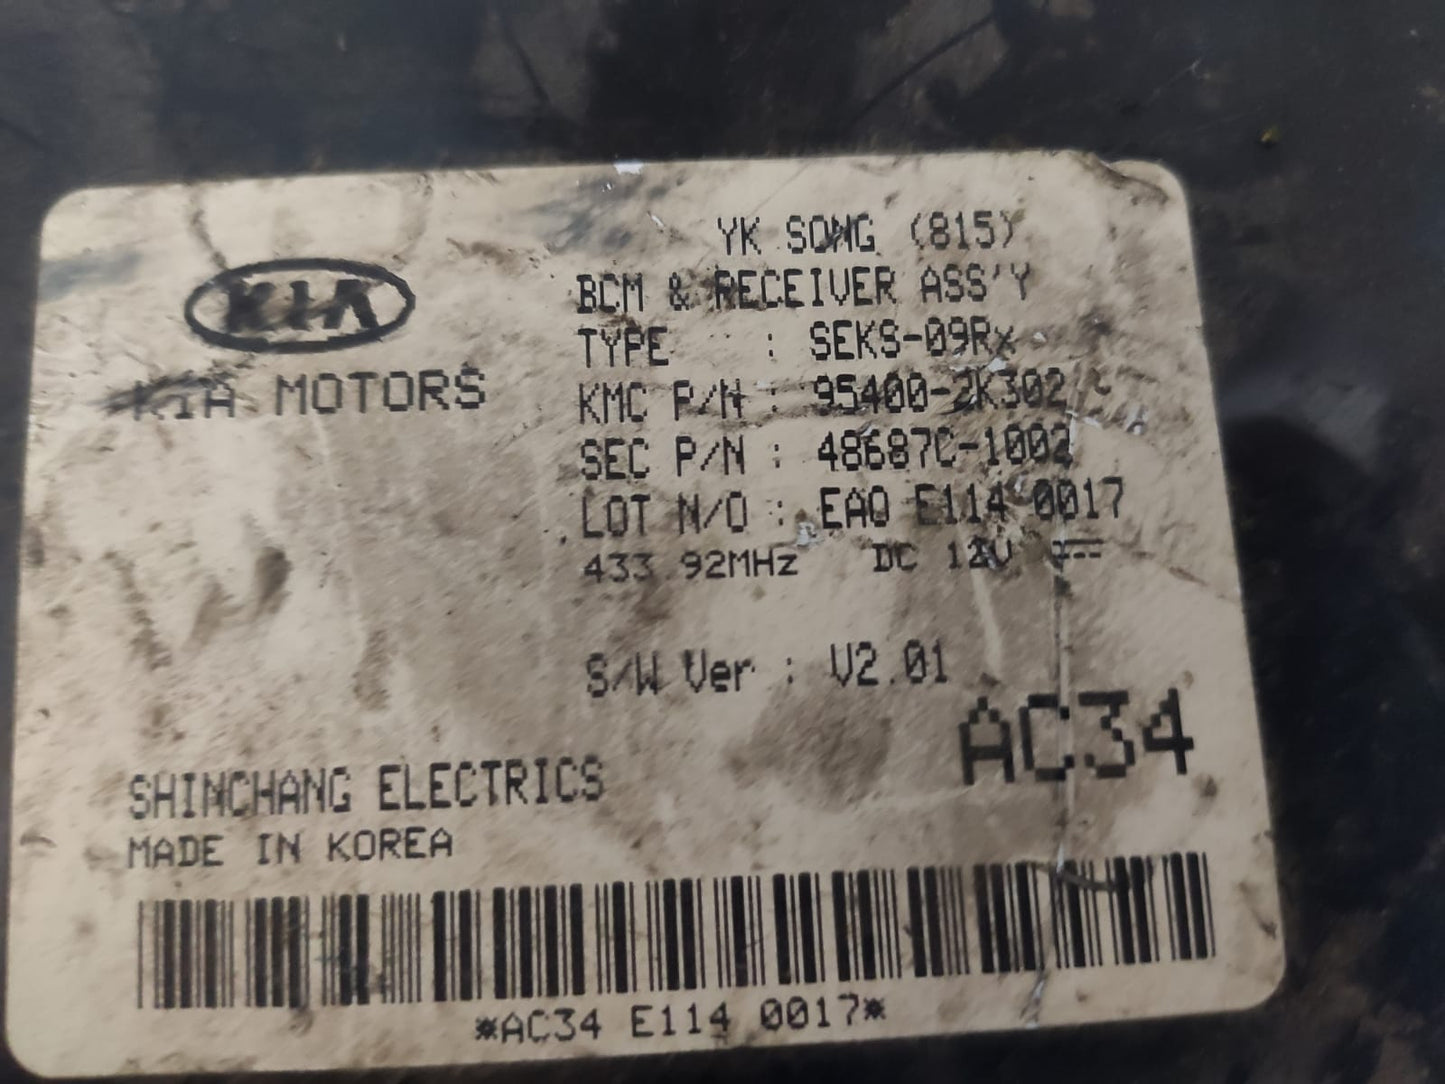 YK SONG (815)
KIA
KIA MOTORS
BCM & RECEIVER ASS'Y
TYPE : SEKS-09Rx
KMC P/N : 95400-2K302
SEC P/N : 48687C-1002
LOT N/O : EAO E114 0017
433.92MHz DC 12V
S/W Ver : V2.01
AC34
SHINCHANG ELECTRICS
MADE IN KOREA
*AC34 E114 0017*